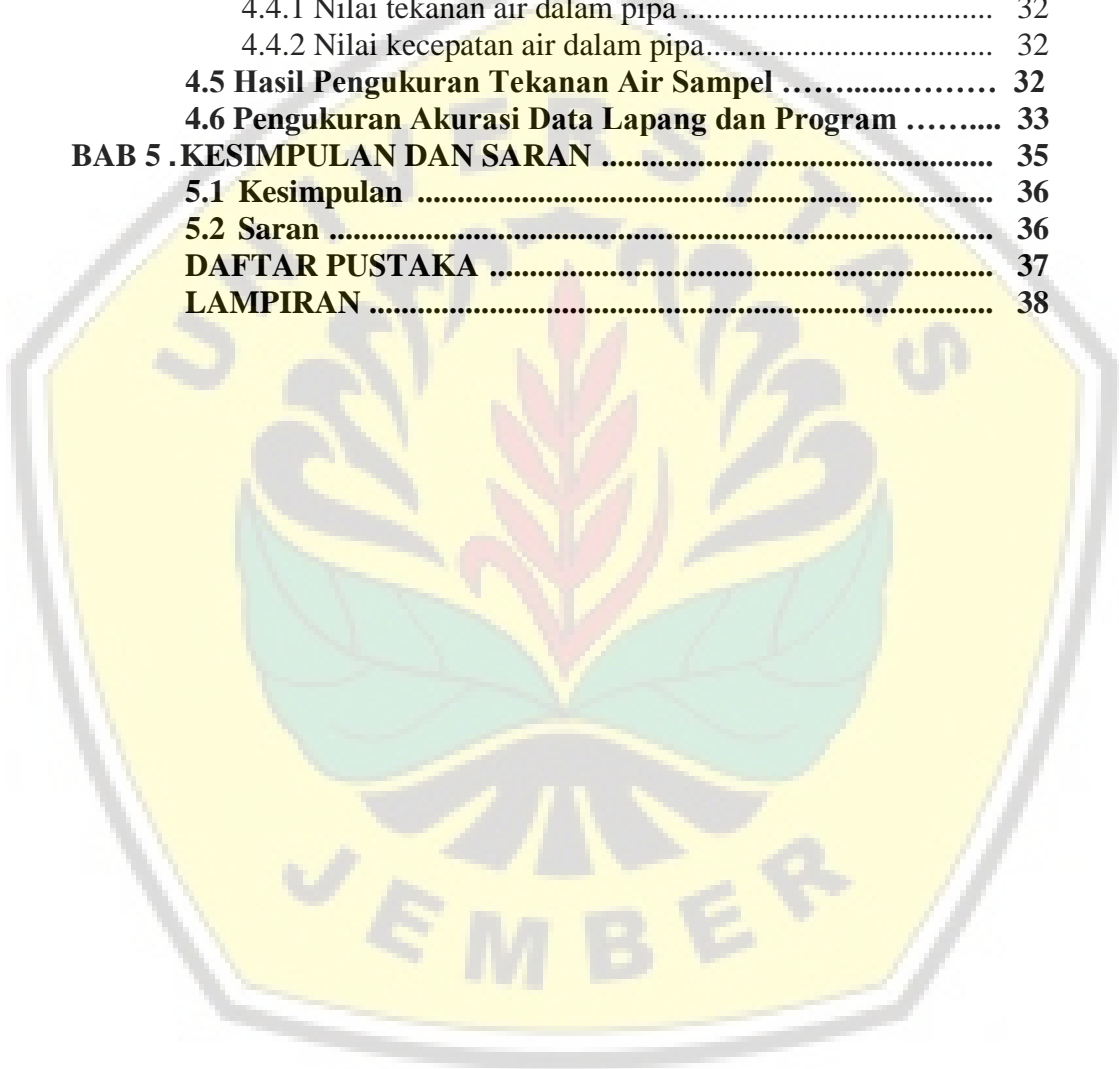 4.4.1 Nilai tekanan air dalam pipa .................................. 32
4.4.2 Nilai kecepatan air dalam pipa.................................. 32
4.5 Hasil Pengukuran Tekanan Air Sampel ……......……… 32
4.6 Pengukuran Akurasi Data Lapang dan Program ……..... 33
BAB 5 . KESIMPULAN DAN SARAN ............................................... 35
5.1 Kesimpulan ..................................................................... 36
5.2 Saran ................................................................................ 36
DAFTAR PUSTAKA ............................................................. 37
LAMPIRAN ........................................................................... 38
UNIVERSITAS
JEMBER